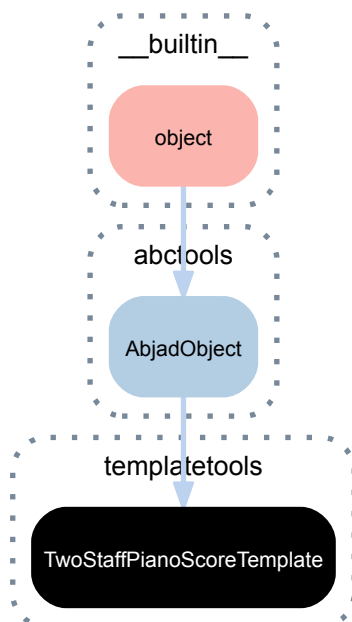 __builtin__
object
abctools
AbjadObject
templatetools
TwoStaffPianoScoreTemplate